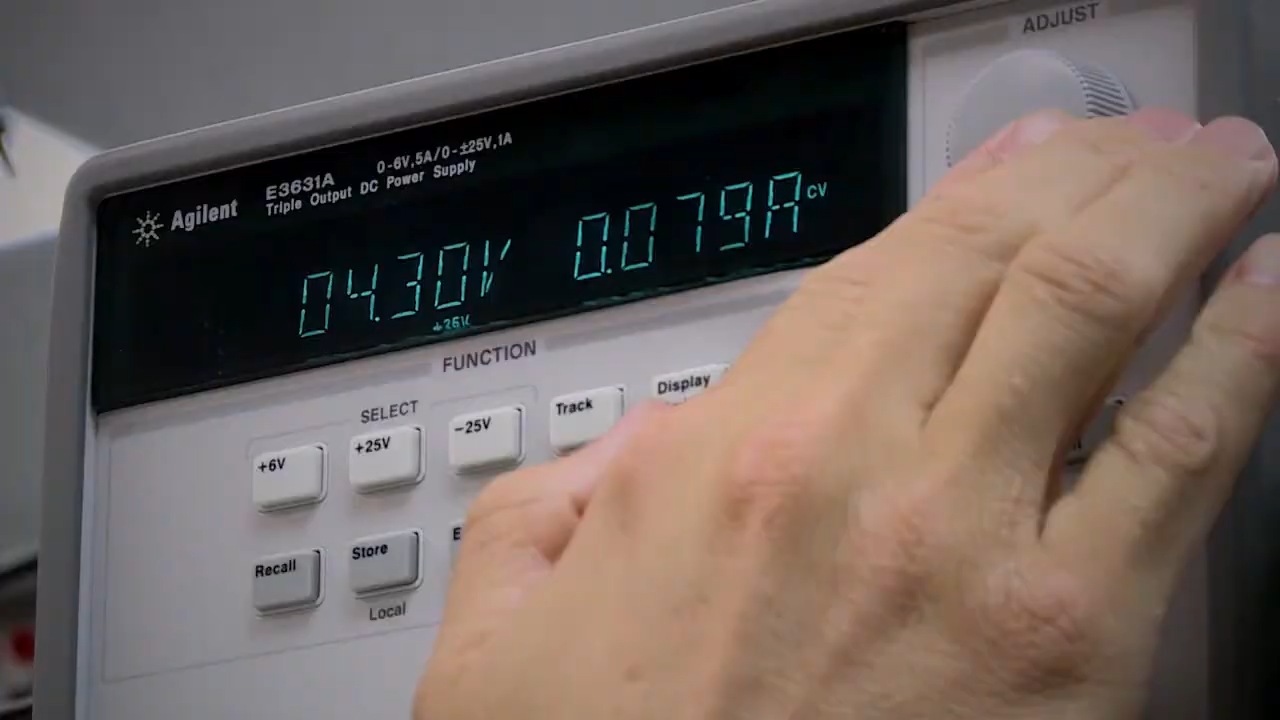 ADJUST
Agilent
E3631A
0-6V,5A/0-±25V,1A
Triple Output DC Power Supply
04.30V 0.079A CV
+25V
FUNCTION
SELECT
+6V
+25V
-25V
Track
Display
Recall
Store
Local